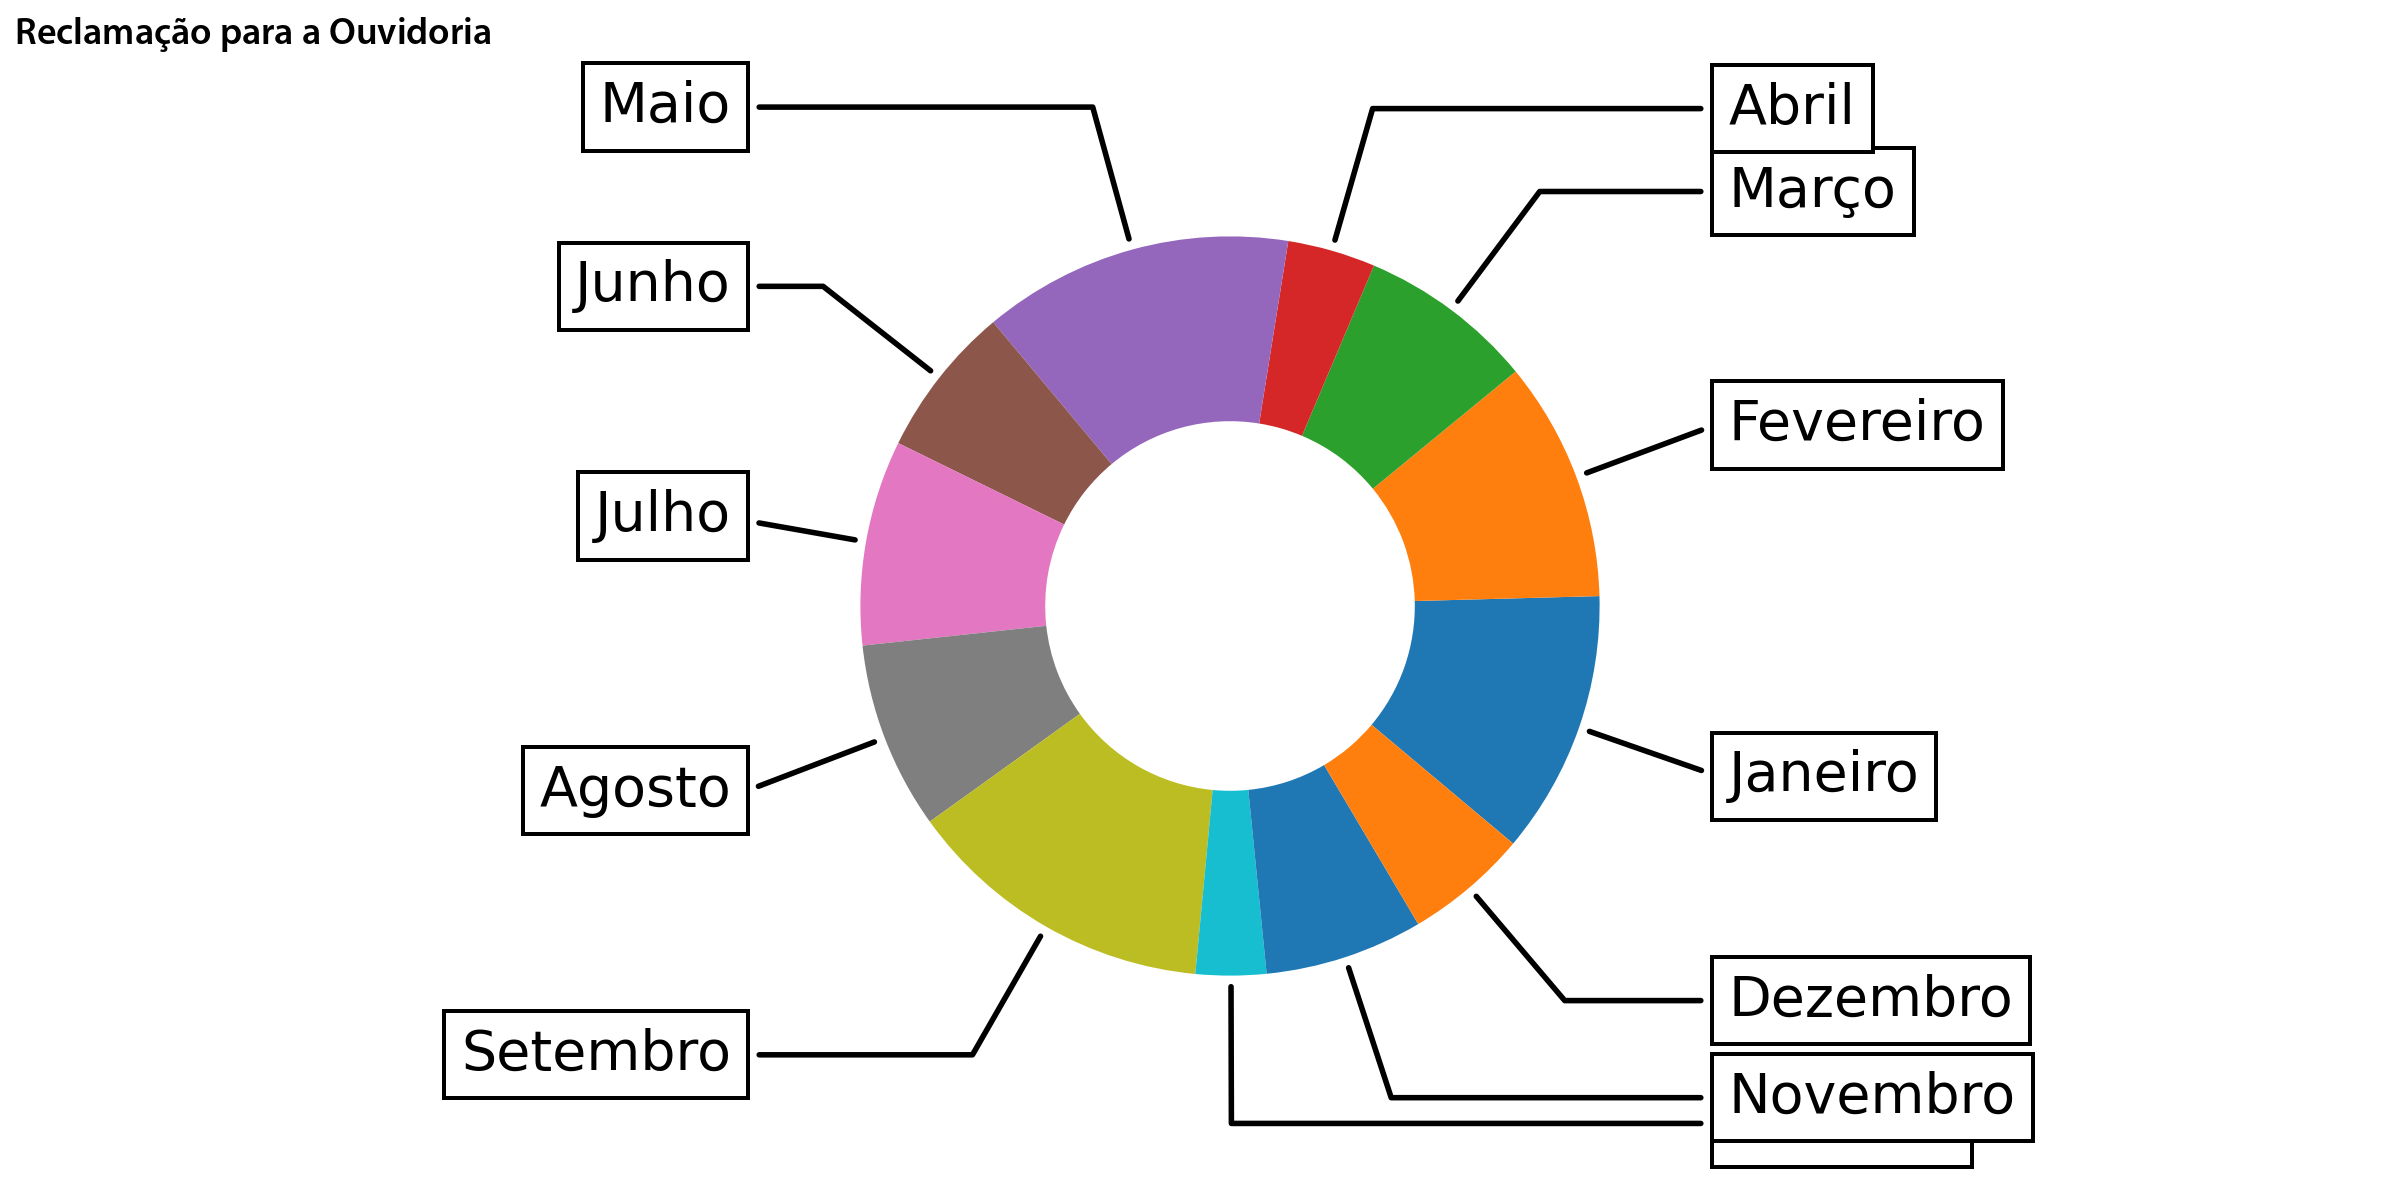 Reclamação para a Ouvidoria
Maio
Abril
Março
Junho
Fevereiro
Julho
Janeiro
Agosto
Dezembro
Setembro
Novembro